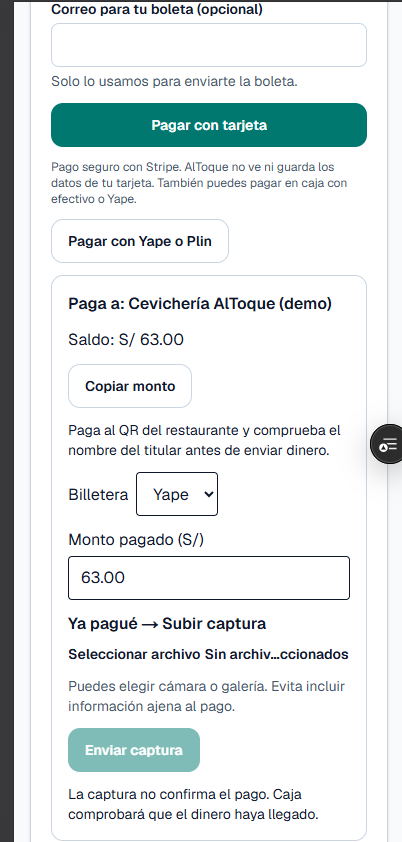 Correo para tu boleta (opcional)
Solo lo usamos para enviarte la boleta.
Pagar con tarjeta
Pago seguro con Stripe. AlToque no ve ni guarda los
datos de tu tarjeta. También puedes pagar en caja con
efectivo o Yape.
Pagar con Yape o Plin
Paga a: Cevichería AlToque (demo)
Saldo: S/ 63.00
Copiar monto
Paga al QR del restaurante y comprueba el
nombre del titular antes de enviar dinero.
Billetera Yape
Monto pagado (S/)
63.00
Ya pagué → Subir captura
Seleccionar archivo Sin archiv...ccionados
Puedes elegir cámara o galería. Evita incluir
información ajena al pago.
Enviar captura
La captura no confirma el pago. Caja
comprobará que el dinero haya llegado.